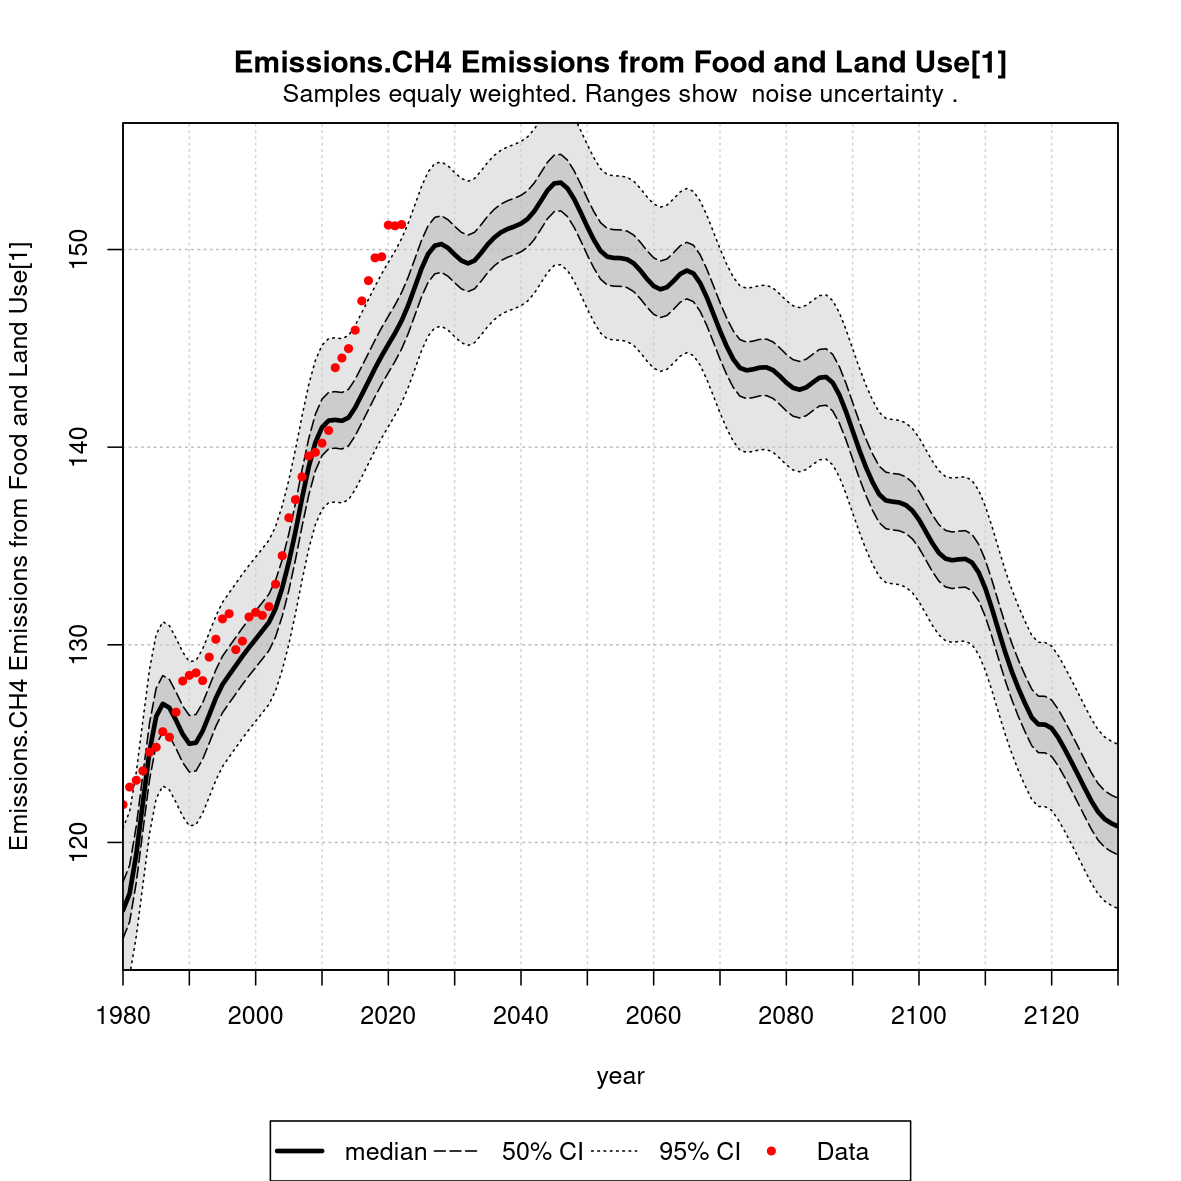 Emissions.CH4 Emissions from Food and Land Use[1]
Samples equaly weighted. Ranges show  noise uncertainty .
Emissions.CH4 Emissions from Food and Land Use[1]
150
140
130
120
1980 2000 2020 2040 2060 2080 2100 2120
year
median 50% CI 95% CI Data